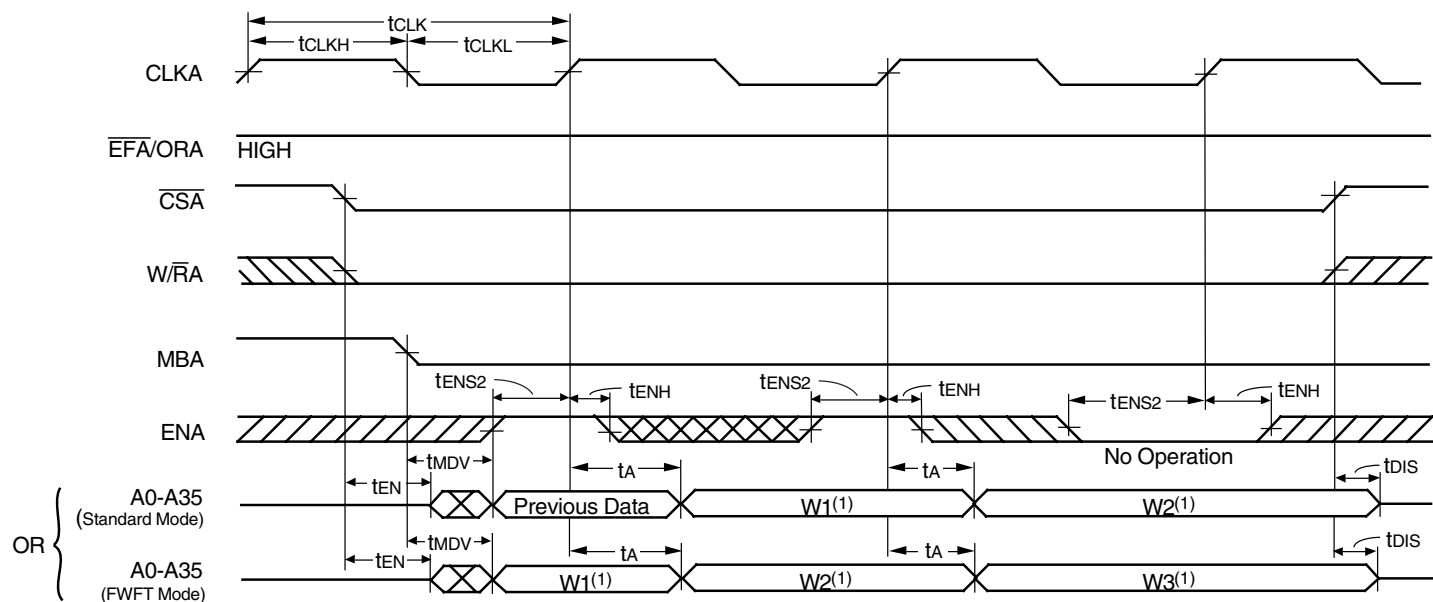 tCLK
tCLKH
tCLKL
CLKA
EFA/ORA
HIGH
CSA
W/RA
MBA
tENS2
tENH
tENS2
tENH
tENS2
tENH
ENA
No Operation
tMDV
tA
tA
tDIS
tEN
A0-A35
(Standard Mode)
Previous Data
W1(1)
W2(1)
OR
tMDV
tA
tA
tDIS
tEN
A0-A35
(FWFT Mode)
W1(1)
W2(1)
W3(1)